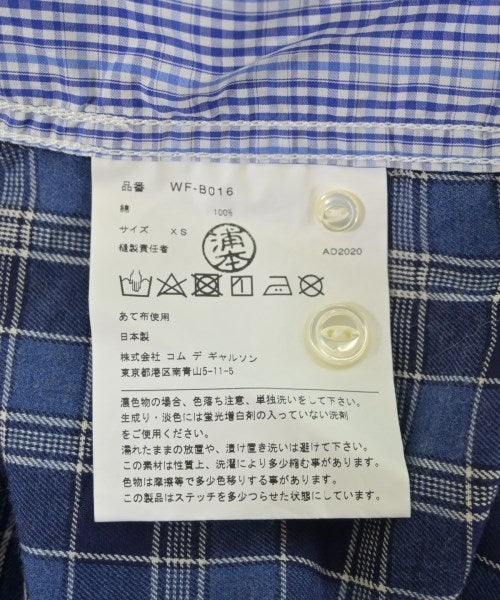 品番 WF-B016
綿 100%
サイズ XS
縫製責任者 浦本 AD2020
あて布使用
日本製
株式会社 コム デ ギャルソン
東京都港区南青山5-11-5
濃色物の場合、色落ち注意、単独洗いをして下さい。
生成り・淡色には蛍光増白剤の入っていない洗剤
をご使用ください。
濡れたままの放置や、漬け置き洗いは避けて下さい。
この素材は性質上、洗濯により多少縮む事があります。
色物は摩擦等で多少色移りする事が有ります。
この製品はステッチを多少つらせた状態にしています。